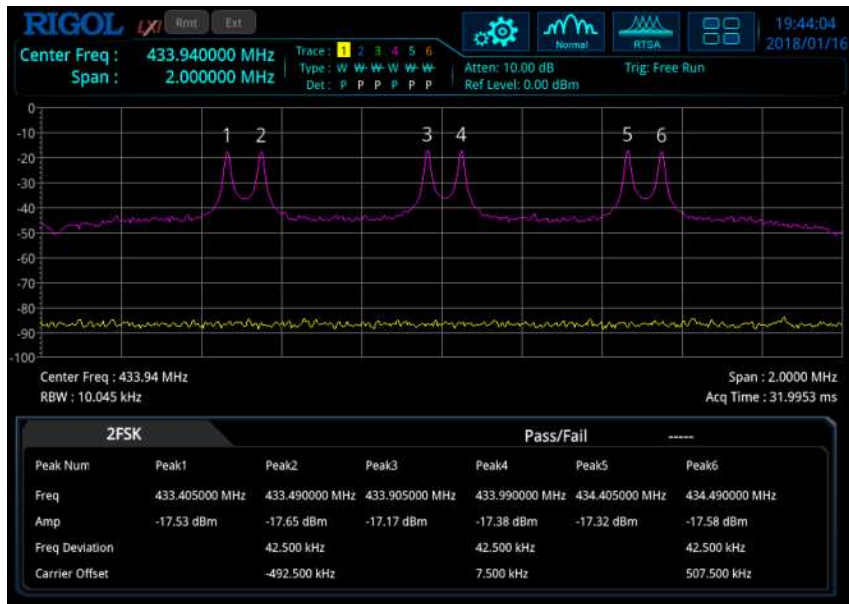 RIGOL LXI Rmt Ext
Normal RTSA
19:44:04
2018/01/16
Center Freq : 433.940000 MHz
Span : 2.000000 MHz
Trace : 1 2 3 4 5 6
Type : W W W W W W
Det : P P P P P P
Atten: 10.00 dB Trig: Free Run
Ref Level: 0.00 dBm
0
-10
1 2 3 4 5 6
-20
-30
-40
-50
-60
-70
-80
-90
-100
Center Freq : 433.94 MHz Span : 2.0000 MHz
RBW : 10.045 kHz Acq Time : 31.9953 ms
2FSK Pass/Fail -----
Peak Num Peak1 Peak2 Peak3 Peak4 Peak5 Peak6
Freq 433.405000 MHz 433.490000 MHz 433.905000 MHz 433.990000 MHz 434.405000 MHz 434.490000 MHz
Amp -17.53 dBm -17.65 dBm -17.17 dBm -17.38 dBm -17.32 dBm -17.58 dBm
Freq Deviation 42.500 kHz 42.500 kHz 42.500 kHz
Carrier Offset -492.500 kHz 7.500 kHz 507.500 kHz